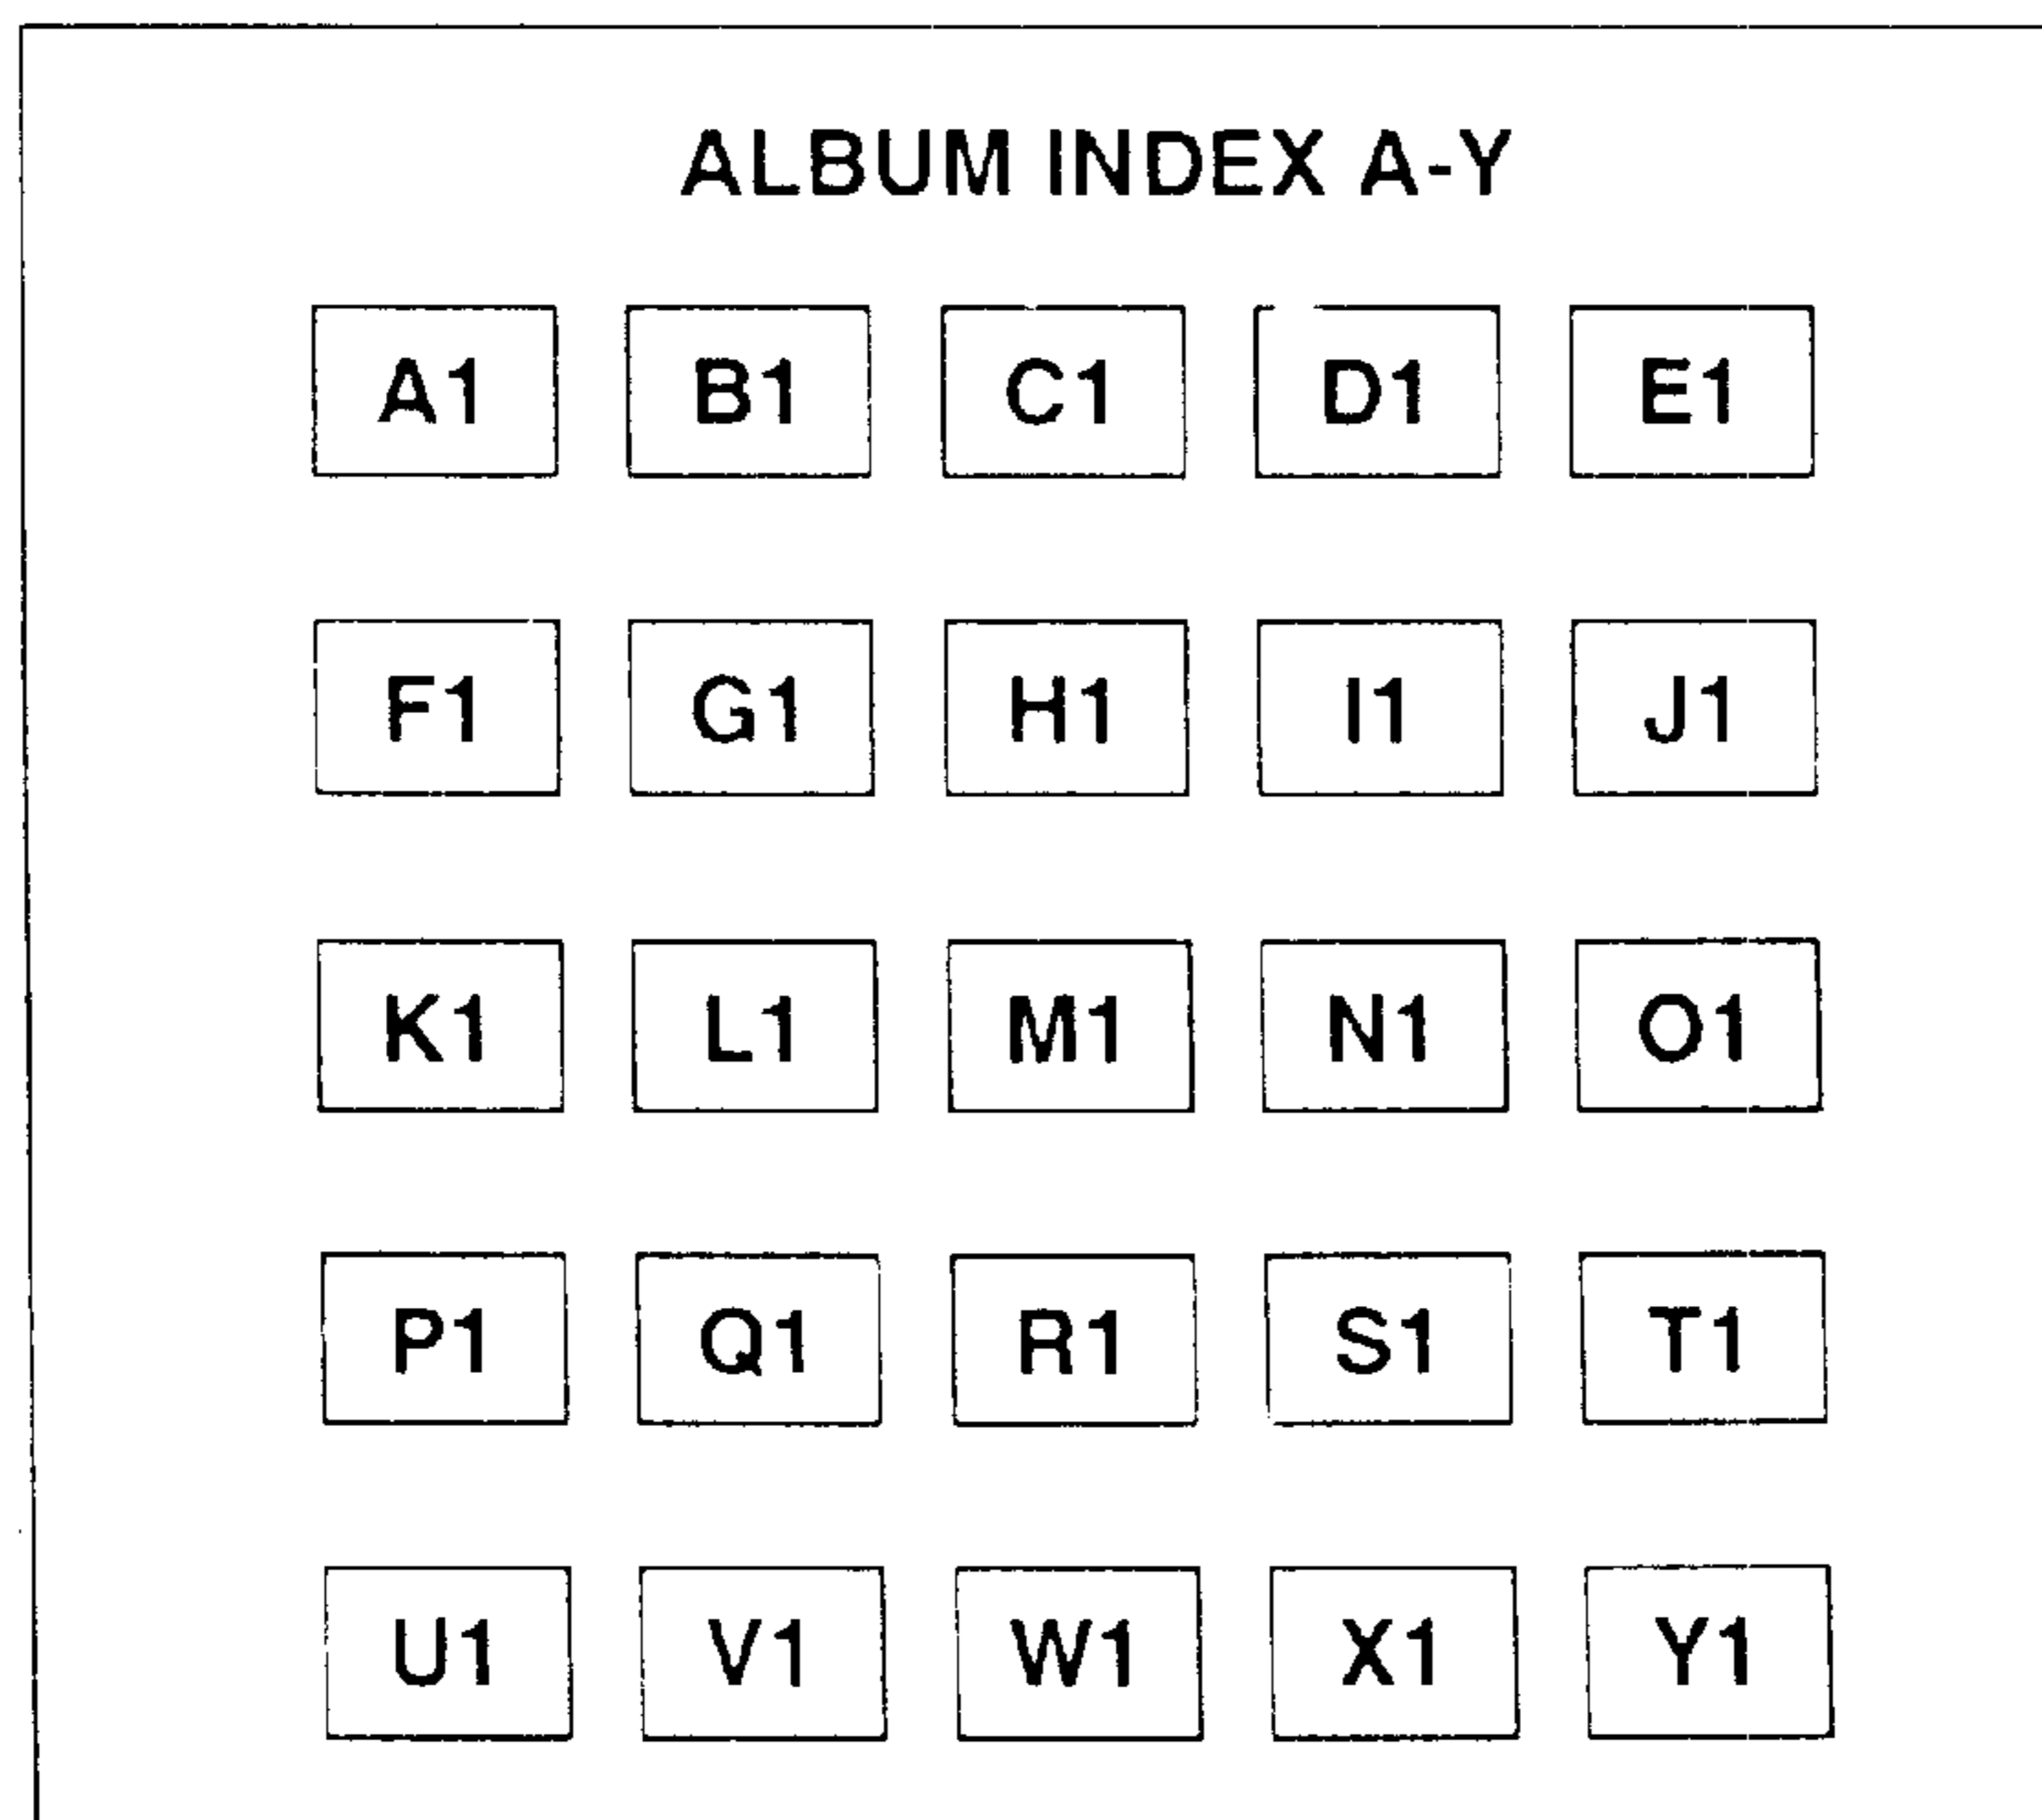 ALBUM INDEX A-Y
A1 B1 C1 D1 E1
F1 G1 H1 I1 J1
K1 L1 M1 N1 O1
P1 Q1 R1 S1 T1
U1 V1 W1 X1 Y1